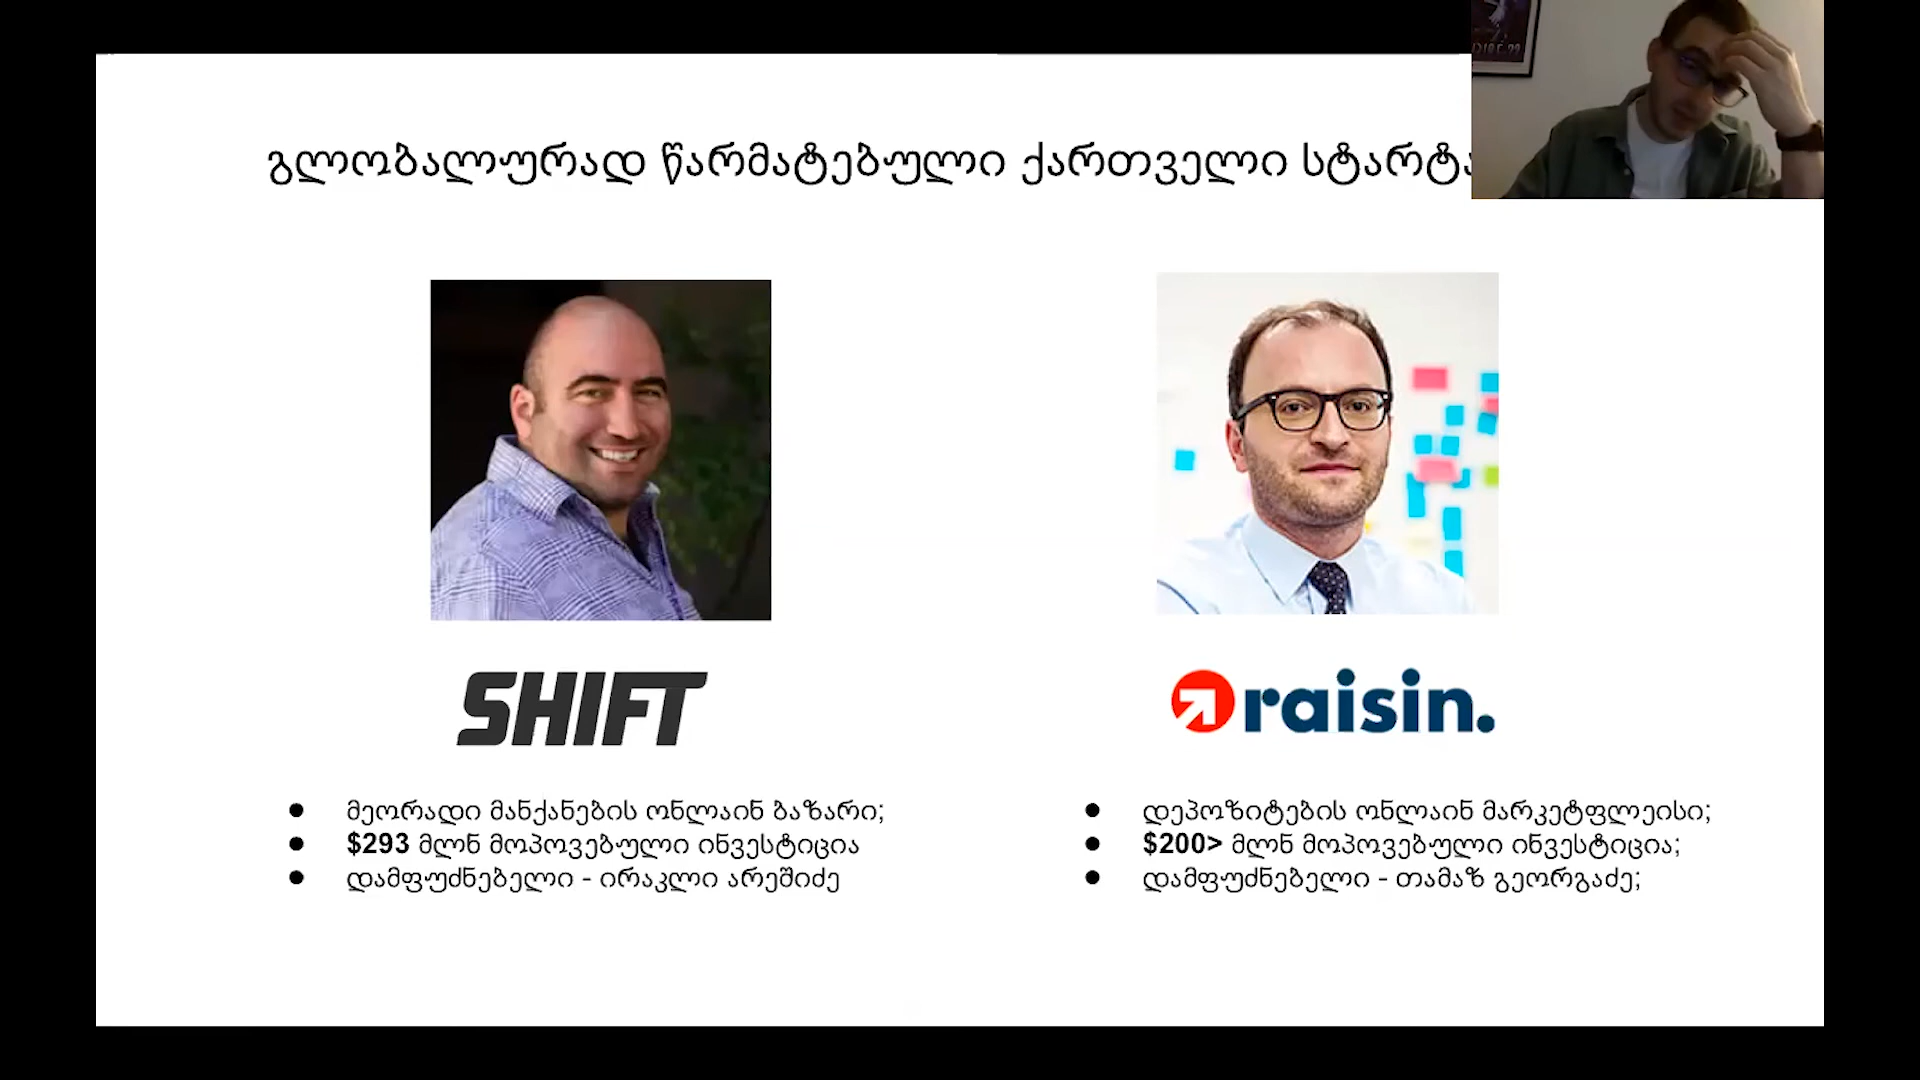 გლობალურად წარმატებული ქართველი
SHIFT
raisin.
● მეორადი მანქანების ონლაინ ბაზარი;
● $293 მლნ მოპოვებული ინვესტიცია
● დამფუძნებელი - ირაკლი არეშიძე
● დეპოზიტების ონლაინ მარკეტფლეისი;
● $200> მლნ მოპოვებული ინვესტიცია;
● დამფუძნებელი - თამაზ გეორგაძე;